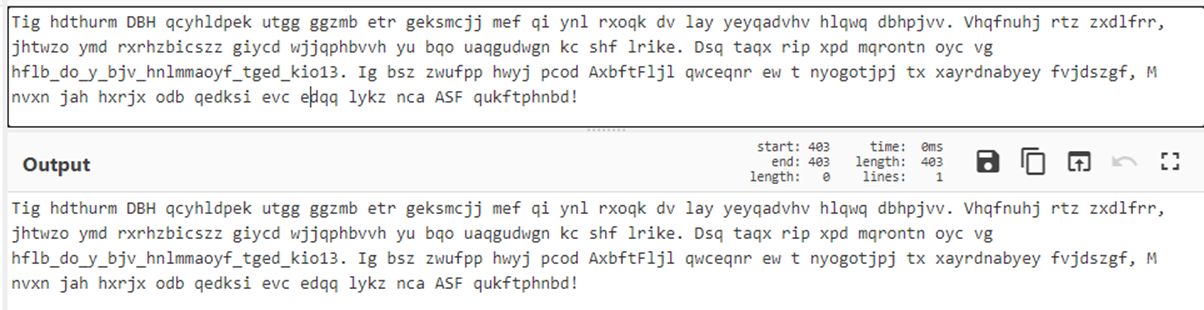 Tig hdthurm DBH qcyhldpek utgg ggzmb etr geksmcjj mef qi ynl rxoqk dv lay yeyqadvhv hlqwq dbhpjvv. Vhqfnuhj rtz zxdlfrr,
jhtwzo ymd rxrhzbicszz giycd wjjqphbvvh yu bqo uaqgudwgn kc shf lrike. Dsq taqx rip xpd mqrontn oyc vg
hflb_do_y_bjv_hnlmmaoyf_tged_kio13. Ig bsz zwufpp hwyj pcod AxbftFljl qwceqnr ew t nyogotjpj tx xayrdnabyey fvjdszgf, M
nvxn jah hxrjx odb qedksi evc edqq lykz nca ASF qukftphnbd!
Output
start: 403 time: 0ms
end: 403 length: 403
length: 0 lines: 1
Tig hdthurm DBH qcyhldpek utgg ggzmb etr geksmcjj mef qi ynl rxoqk dv lay yeyqadvhv hlqwq dbhpjvv. Vhqfnuhj rtz zxdlfrr,
jhtwzo ymd rxrhzbicszz giycd wjjqphbvvh yu bqo uaqgudwgn kc shf lrike. Dsq taqx rip xpd mqrontn oyc vg
hflb_do_y_bjv_hnlmmaoyf_tged_kio13. Ig bsz zwufpp hwyj pcod AxbftFljl qwceqnr ew t nyogotjpj tx xayrdnabyey fvjdszgf, M
nvxn jah hxrjx odb qedksi evc edqq lykz nca ASF qukftphnbd!